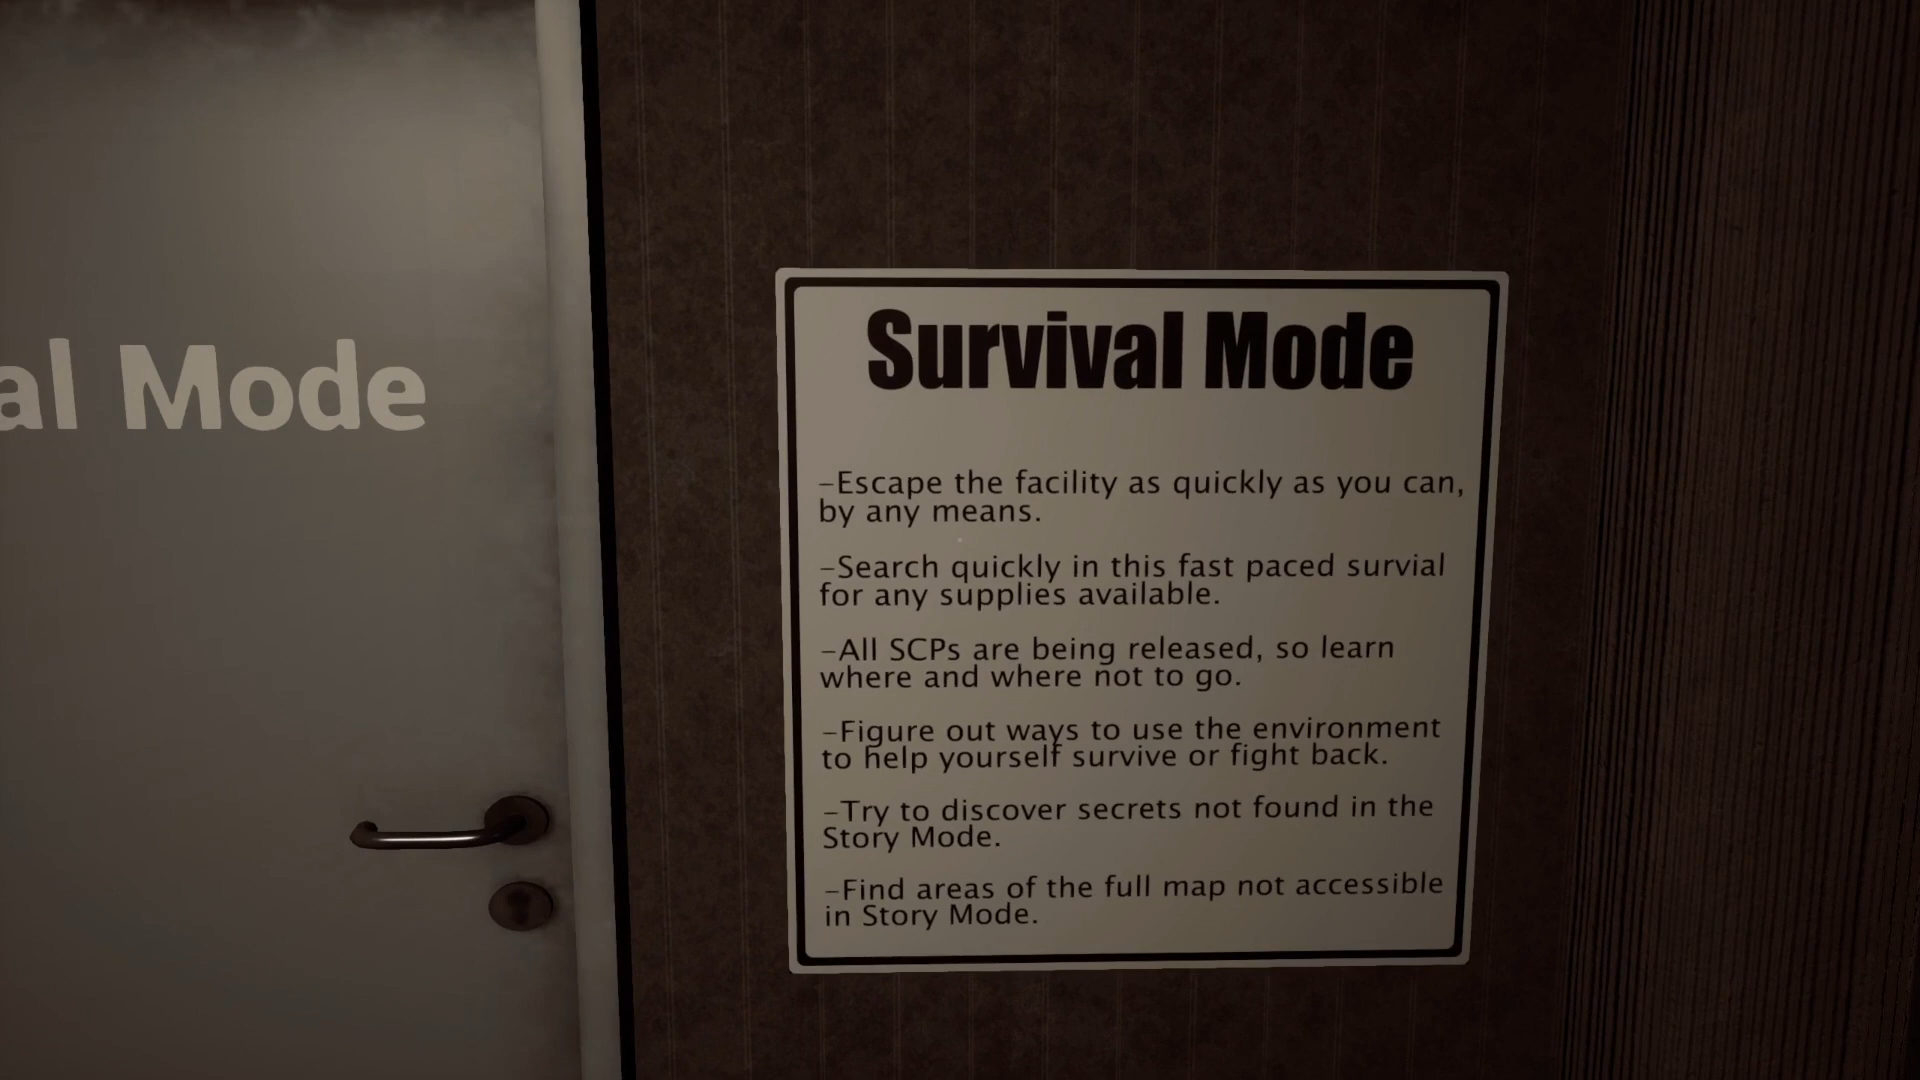 al Mode
Survival Mode
-Escape the facility as quickly as you can,
by any means.
-Search quickly in this fast paced survial
for any supplies available.
-All SCPs are being released, so learn
where and where not to go.
-Figure out ways to use the environment
to help yourself survive or fight back.
-Try to discover secrets not found in the
Story Mode.
-Find areas of the full map not accessible
in Story Mode.